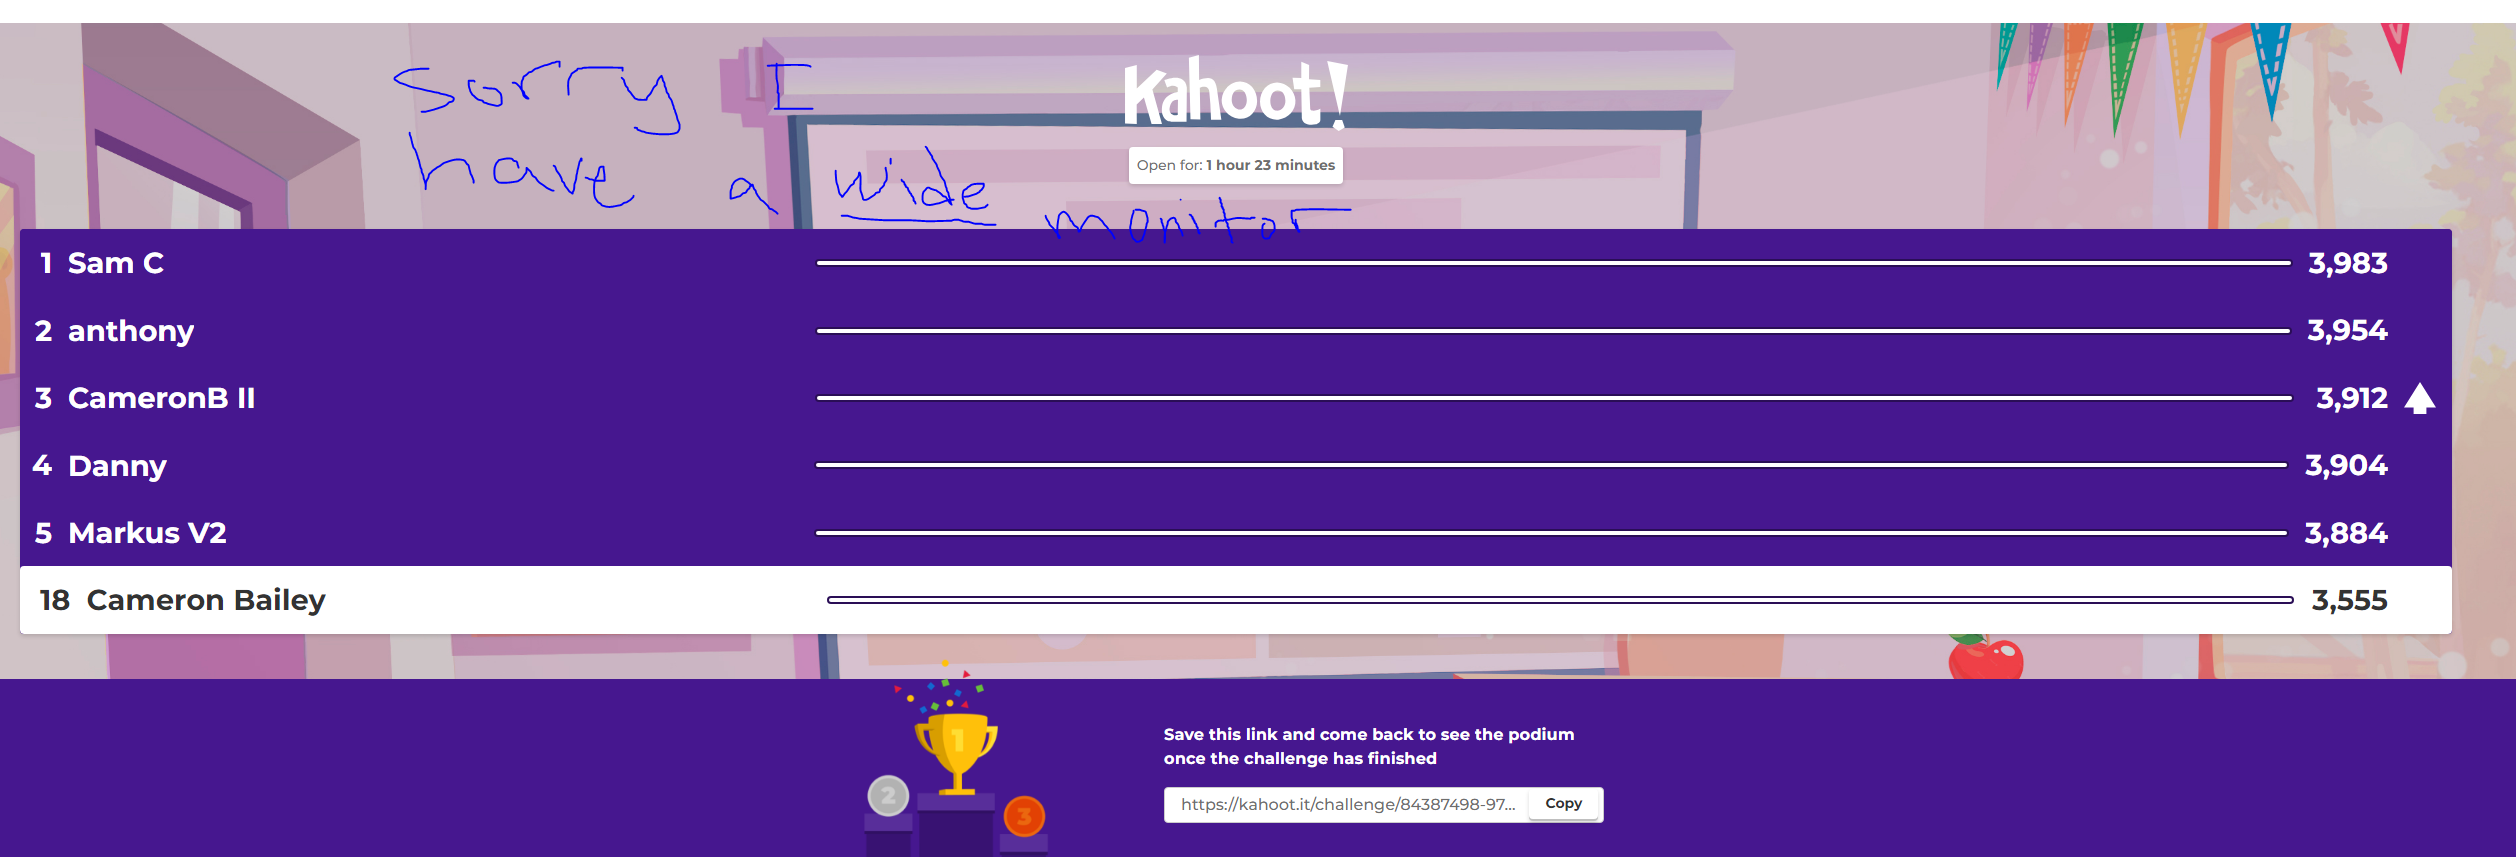 Sorry I
have a wide
monitor
Kahoot!
Open for: 1 hour 23 minutes
1 Sam C 3,983
2 anthony 3,954
3 CameronB II 3,912
4 Danny 3,904
5 Markus V2 3,884
18 Cameron Bailey 3,555
1
2
3
Save this link and come back to see the podium
once the challenge has finished
https://kahoot.it/challenge/84387498-97... Copy